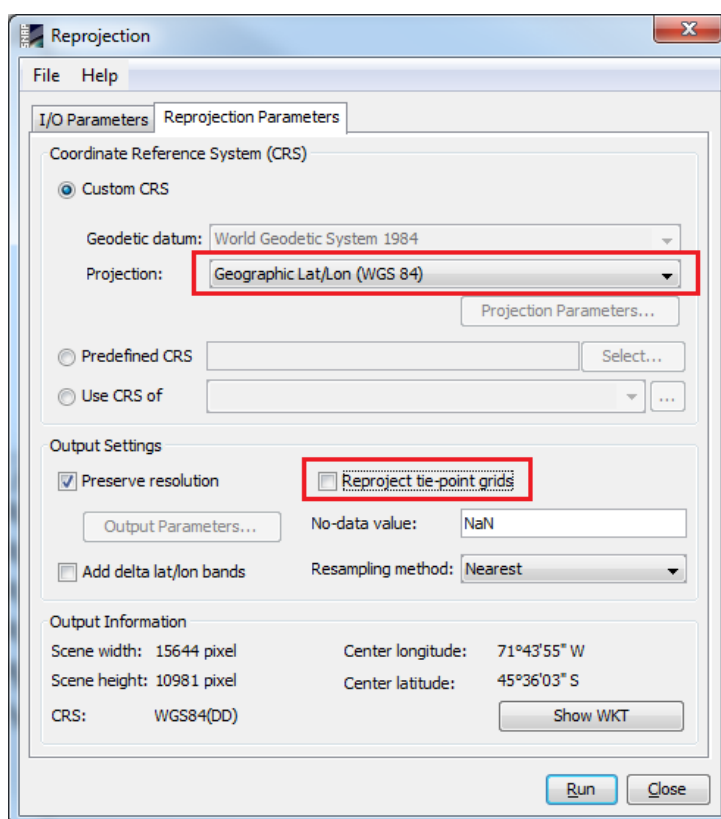 SNAP
Reprojection
X
File Help
I/O Parameters Reprojection Parameters
Coordinate Reference System (CRS)
Custom CRS
Geodetic datum: World Geodetic System 1984
Projection: Geographic Lat/Lon (WGS 84)
Projection Parameters...
Predefined CRS Select...
Use CRS of ...
Output Settings
Preserve resolution Reproject tie-point grids
Output Parameters... No-data value: NaN
Add delta lat/lon bands Resampling method: Nearest
Output Information
Scene width: 15644 pixel Center longitude: 71°43'55" W
Scene height: 10981 pixel Center latitude: 45°36'03" S
CRS: WGS84(DD) Show WKT
Run Close